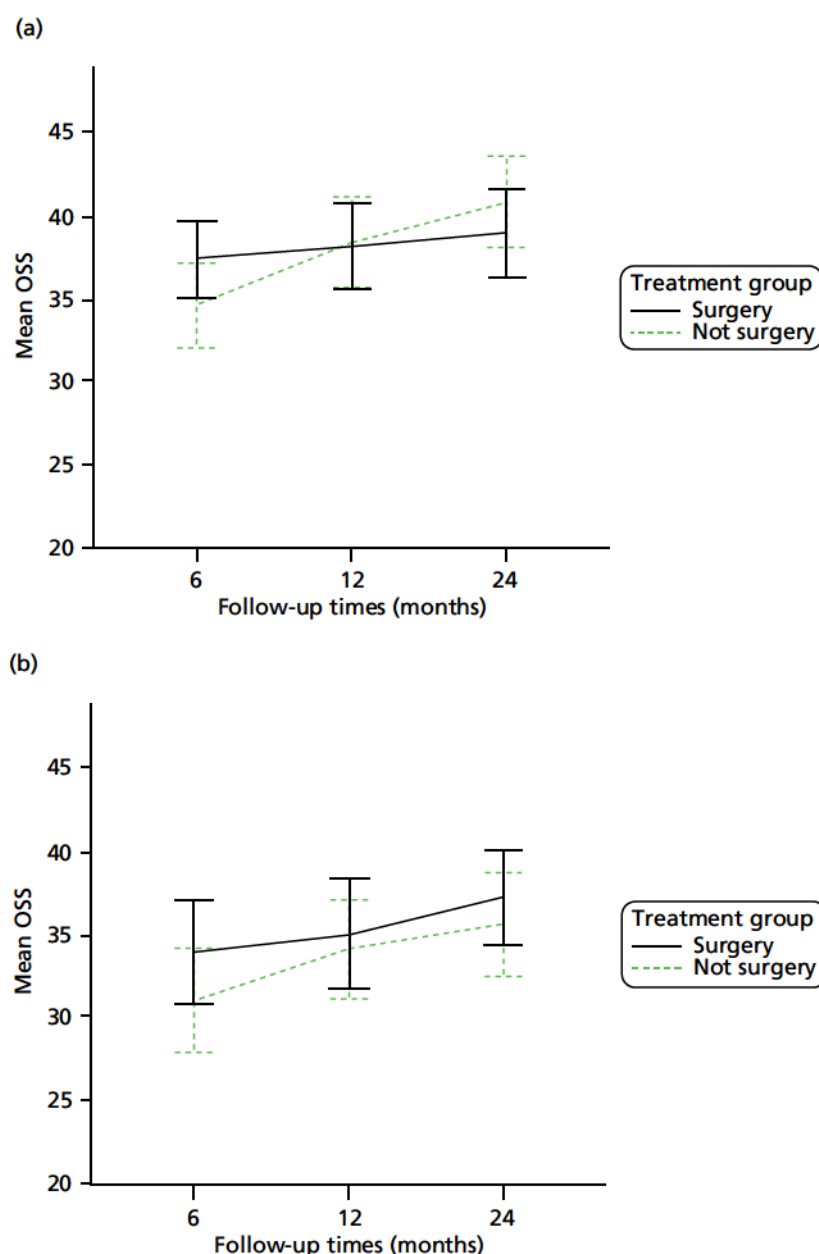 (a)
45
40
35
30
25
20
Mean OSS
6 12 24
Follow-up times (months)
Treatment group
Surgery
Not surgery
(b)
45
40
35
30
25
20
Mean OSS
6 12 24
Follow-up times (months)
Treatment group
Surgery
Not surgery